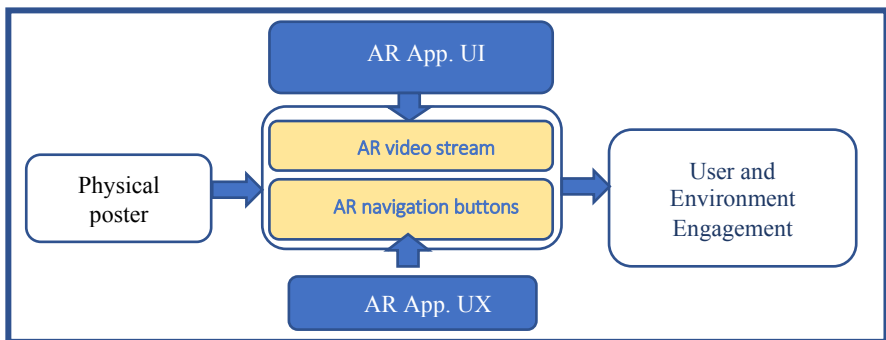 AR App. UI
AR video stream
Physical
poster
AR navigation buttons
User and
Environment
Engagement
AR App. UX